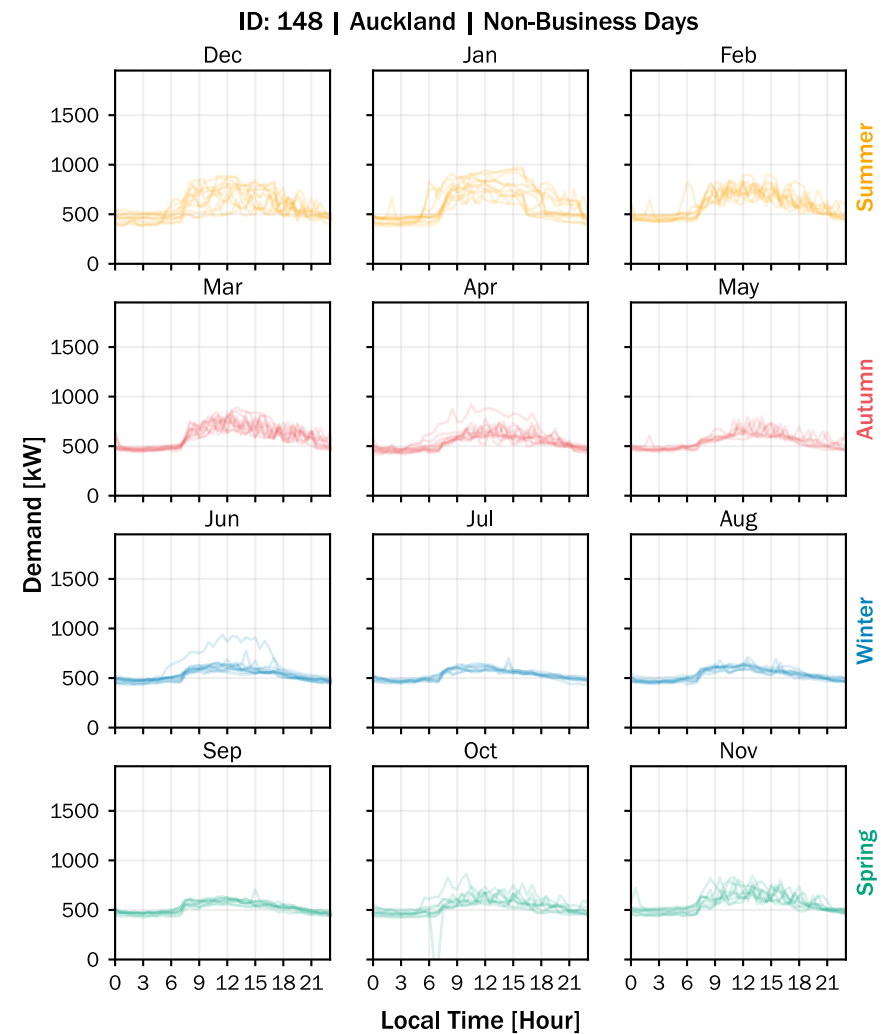 ID: 148 | Auckland | Non-Business Days
Dec Jan Feb
1500
1000
500
0
Summer
Mar Apr May
1500
1000
500
0
Autumn
Demand [kW]
Jun Jul Aug
1500
1000
500
0
Winter
Sep Oct Nov
1500
1000
500
0
Spring
0 3 6 9 12 15 18 21 0 3 6 9 12 15 18 21 0 3 6 9 12 15 18 21
Local Time [Hour]